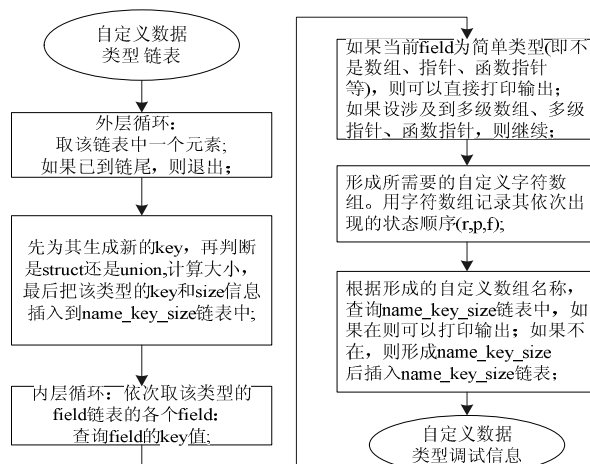 自定义数据
类型 链表
外层循环：
取该链表中一个元素;
如果已到链尾，则退出；
先为其生成新的key，再判断
是struct还是union,计算大小，
最后把该类型的key和size信息
插入到name_key_size链表中;
内层循环：依次取该类型的
field链表的各个field：
查询field的key值;
如果当前field为简单类型(即不
是数组、指针、函数指针
等)，则可以直接打印输出；
如果设涉及到多级数组、多级
指针、函数指针，则继续；
形成所需要的自定义字符数
组。用字符数组记录其依次出
现的状态顺序(r,p,f);
根据形成的自定义数组名称，
查询name_key_size链表中，如
果在则可以打印输出；如果不
在，则形成name_key_size
后插入name_key_size链表；
自定义数据
类型调试信息